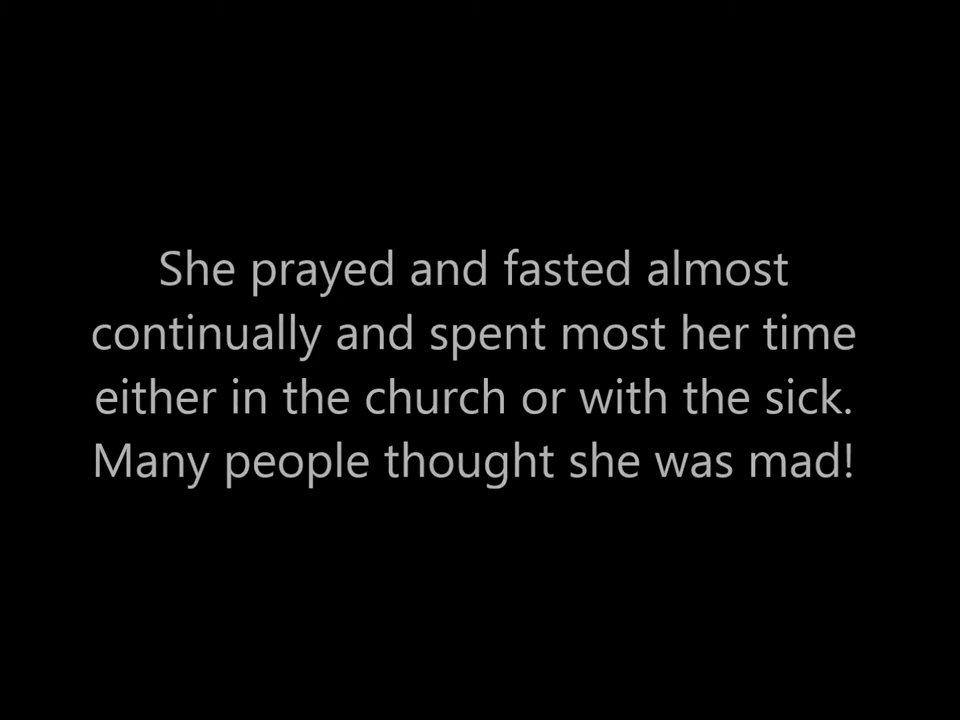 She prayed and fasted almost
continually and spent most her time
either in the church or with the sick.
Many people thought she was mad!